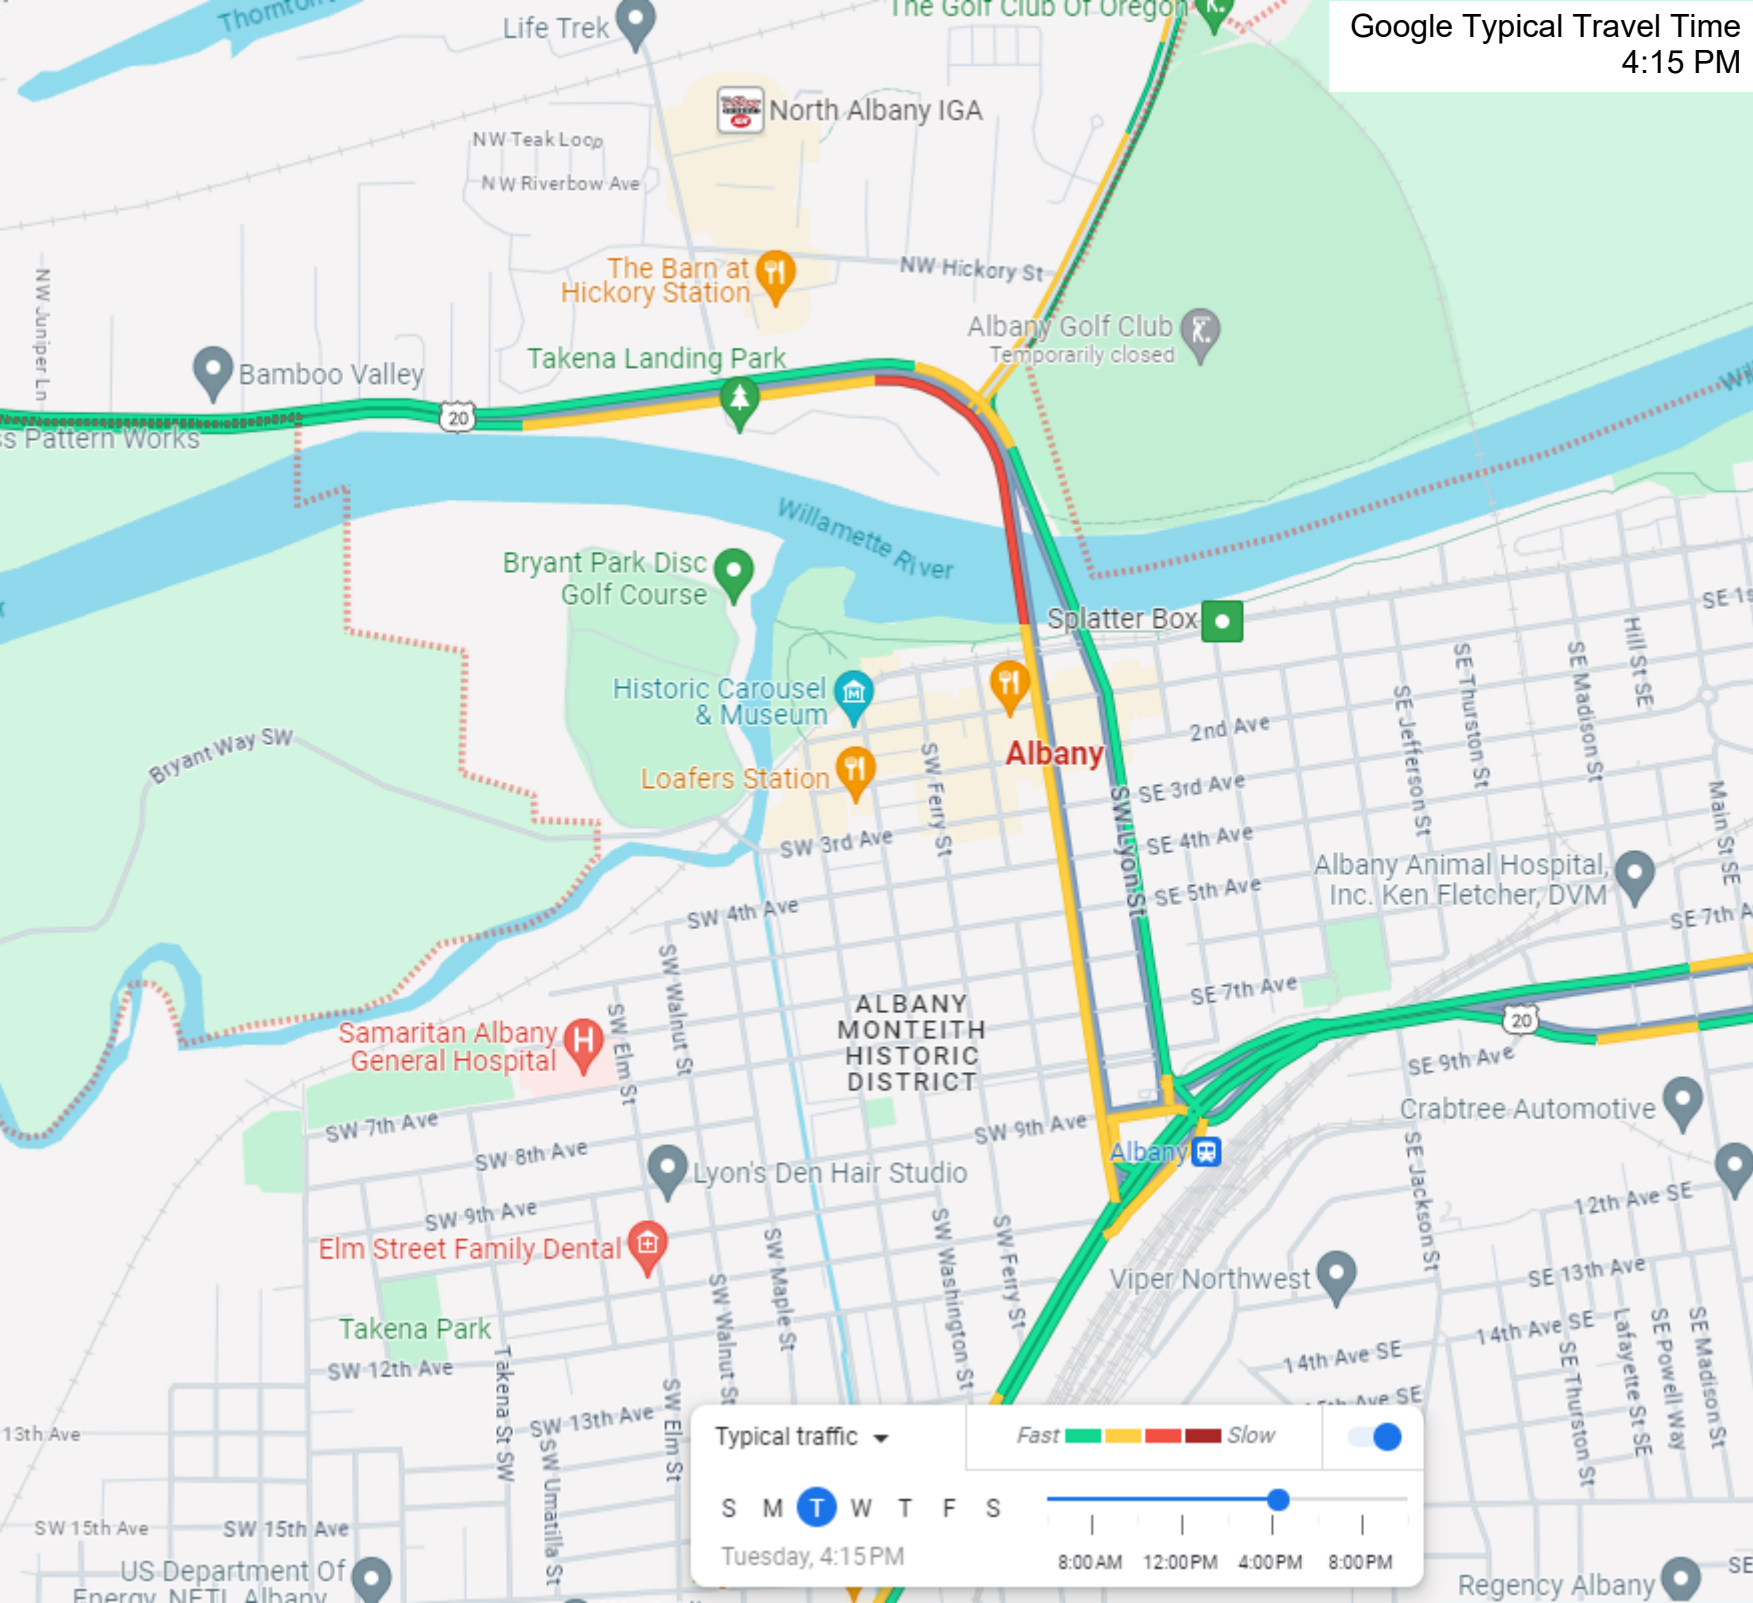 Thornton
Life Trek
The Golf Club Of Oregon
Google Typical Travel Time
4:15 PM
North Albany IGA
NW Teak Loop
NW Riverbow Ave
NW Juniper Ln
The Barn at
Hickory Station
NW Hickory St
Albany Golf Club
Temporarily closed
Takena Landing Park
Bamboo Valley
20
ss Pattern Works
Willamette River
Wil
Bryant Park Disc
Golf Course
Splatter Box
SE 1s
Hill St SE
SE Thurston St
SE Madison St
SE Jefferson St
Historic Carousel
& Museum
2nd Ave
Albany
Bryant Way SW
Loafers Station
SW Ferry St
SW Lyon St
SE 3rd Ave
SE 4th Ave
SE 5th Ave
SW 3rd Ave
Main St SE
Albany Animal Hospital,
Inc. Ken Fletcher, DVM
SW 4th Ave
SE 7th A
SW Walnut St
SE 7th Ave
ALBANY
MONTEITH
HISTORIC
DISTRICT
20
Samaritan Albany
General Hospital
H
SW Elm St
SE 9th Ave
Crabtree Automotive
SW 7th Ave
SW 9th Ave
SW 8th Ave
Albany
Lyon's Den Hair Studio
SE Jackson St
12th Ave SE
SW 9th Ave
Elm Street Family Dental
SW Maple St
SW Washington St
SW Ferry St
SW Walnut St
Viper Northwest
SE 13th Ave
Takena Park
SW 12th Ave
Takena St SW
14th Ave SE
14th Ave SE
SE Thurston St
Lafayette St SE
SE Powell Way
SE Madison St
15th Ave SE
13th Ave
SW 13th Ave
SW Elm St
SW Umatilla St
Typical traffic
Fast
Slow
S M T W T F S
Tuesday, 4:15 PM
8:00 AM 12:00 PM 4:00 PM 8:00 PM
SW 15th Ave
SW 15th Ave
US Department Of
Energy, NETL Albany
SE
Regency Albany